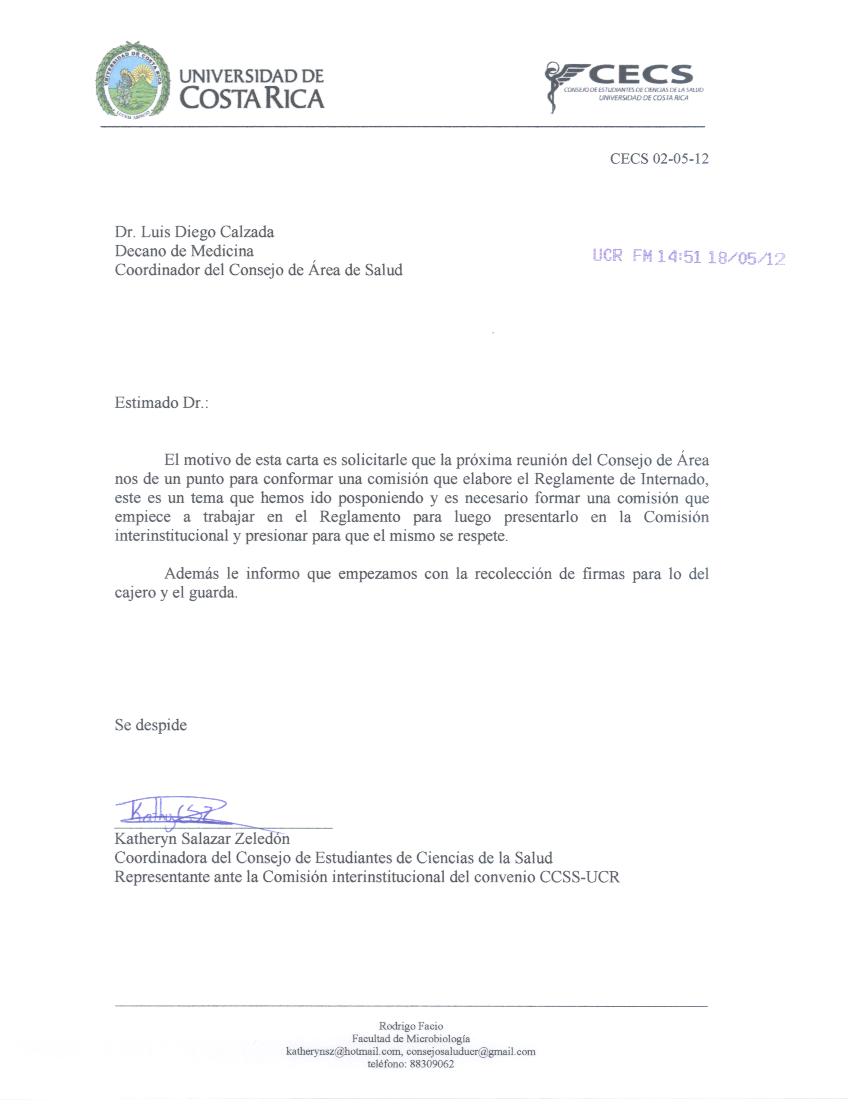 UNIVERSIDAD DE COSTA RICA
UNIVERSIDAD DE
COSTA RICA
CECS
CONSEJO DE ESTUDIANTES DE CIENCIAS DE LA SALUD
UNIVERSIDAD DE COSTA RICA
CECS 02-05-12
Dr. Luis Diego Calzada
Decano de Medicina
Coordinador del Consejo de Área de Salud
UCR FM 14:51 18/05/12
Estimado Dr.:
El motivo de esta carta es solicitarle que la próxima reunión del Consejo de Área
nos de un punto para conformar una comisión que elabore el Reglamente de Internado,
este es un tema que hemos ido posponiendo y es necesario formar una comisión que
empiece a trabajar en el Reglamento para luego presentarlo en la Comisión
interinstitucional y presionar para que el mismo se respete.
Además le informo que empezamos con la recolección de firmas para lo del
cajero y el guarda.
Se despide
KathySZ
Katheryn Salazar Zeledón
Coordinadora del Consejo de Estudiantes de Ciencias de la Salud
Representante ante la Comisión interinstitucional del convenio CCSS-UCR
Rodrigo Facio
Facultad de Microbiología
katherynsz@hotmail.com, consejosaluducr@gmail.com
teléfono: 88309062